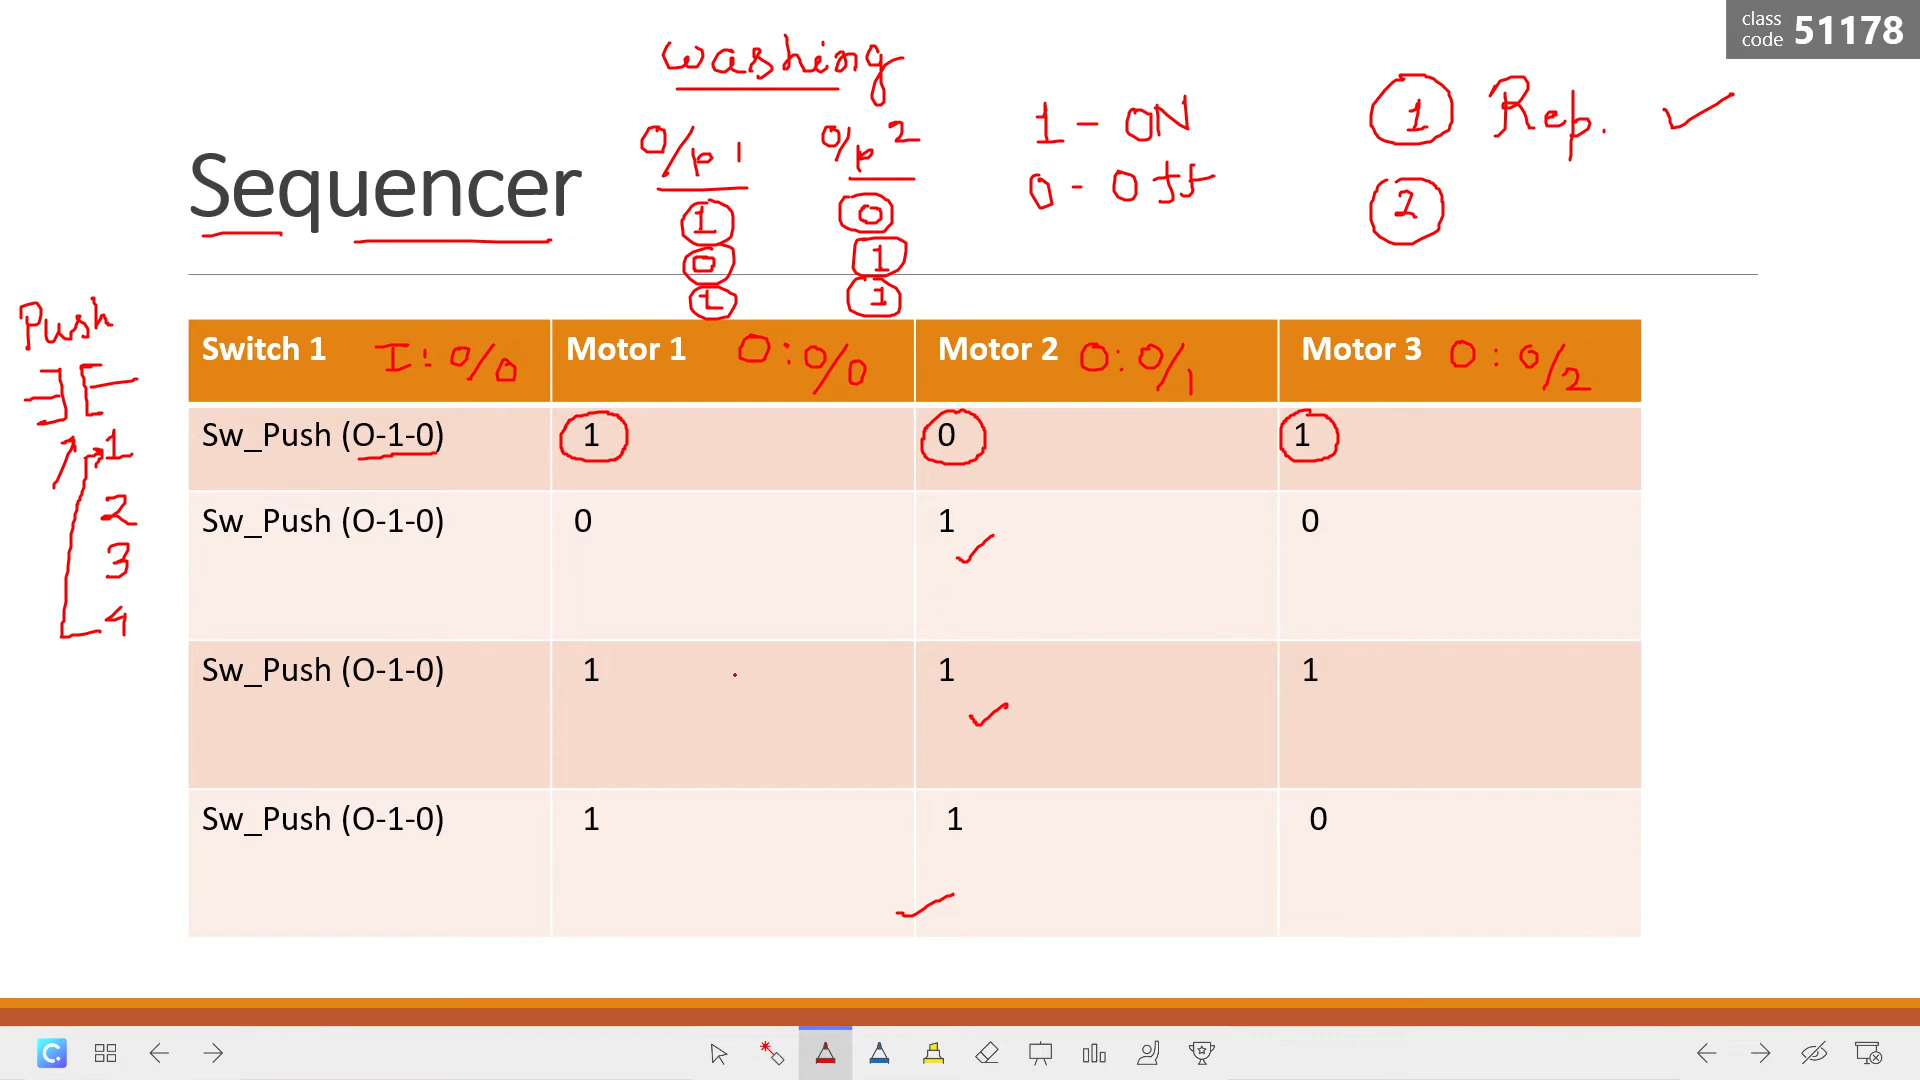 class code 51178
washing
O/p 1 O/p 2
1 - ON
0 - Off
1 Rep.
2
Sequencer
1 0
0 1
1 1
Push
1
2
3
4
Switch 1 I:0/0 Motor 1 O:0/0 Motor 2 O:0/1 Motor 3 O:0/2
Sw_Push (O-1-0) 1 0 1
Sw_Push (O-1-0) 0 1 0
Sw_Push (O-1-0) 1 1 1
Sw_Push (O-1-0) 1 1 0